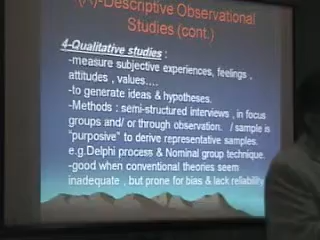 (A)-Descriptive Observational
Studies (cont.)
4-Qualitative studies :
-measure subjective experiences, feelings ,
attitudes , values....
-to generate ideas & hypotheses.
-Methods : semi-structured interviews , in focus
groups and/ or through observation. / sample is
"purposive" to derive representative samples.
e.g.Delphi process & Nominal group technique.
-good when conventional theories seem
inadequate , but prone for bias & lack reliability